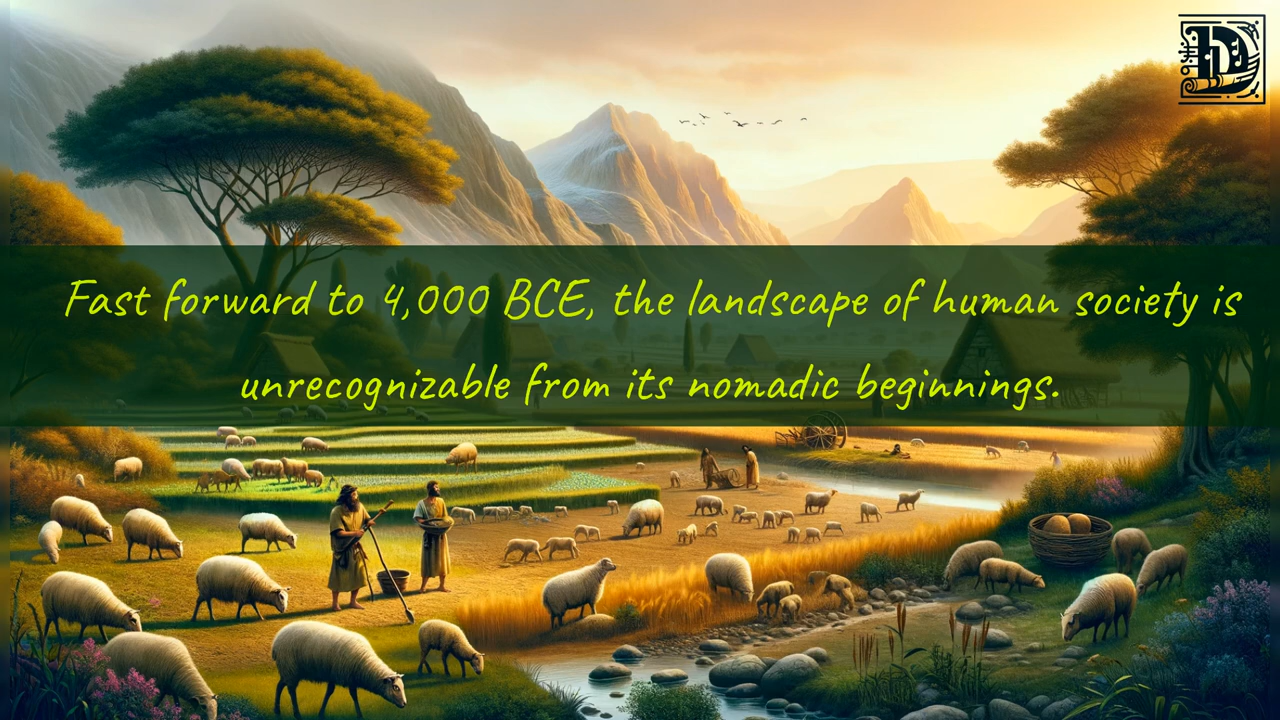 Fast forward to 4,000 BCE, the landscape of human society is
unrecognizable from its nomadic beginnings.